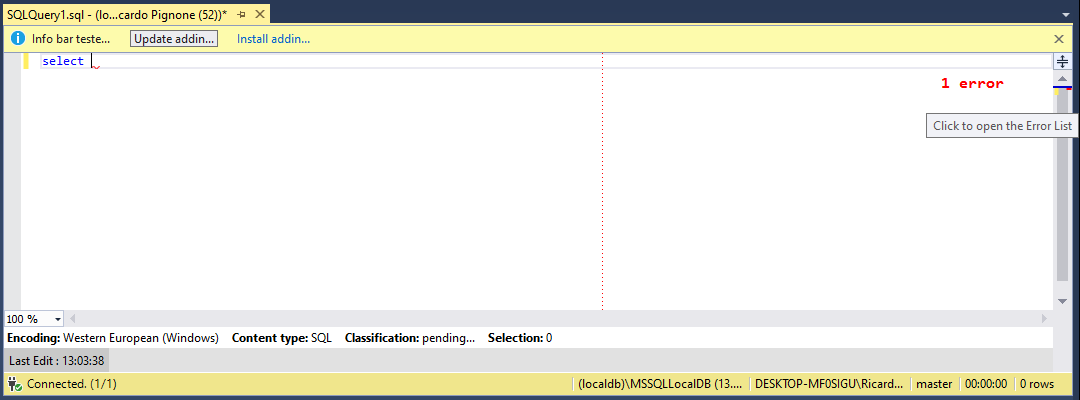 SQLQuery1.sql - (lo...cardo Pignone (52))*
Info bar teste... Update addin... Install addin...
select
1 error
Click to open the Error List
100 %
Encoding: Western European (Windows) Content type: SQL Classification: pending... Selection: 0
Last Edit : 13:03:38
Connected. (1/1) (localdb)\MSSQLLocalDB (13.... DESKTOP-MF0SIGU\Ricard... master 00:00:00 0 rows